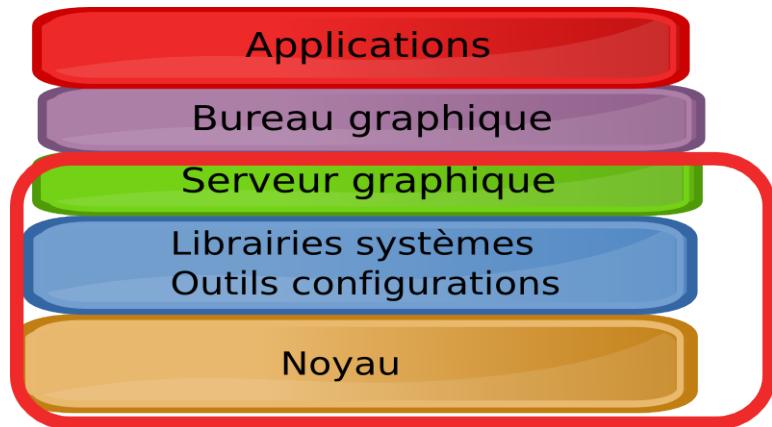 Applications
Bureau graphique
Serveur graphique
Librairies systèmes
Outils configurations
Noyau